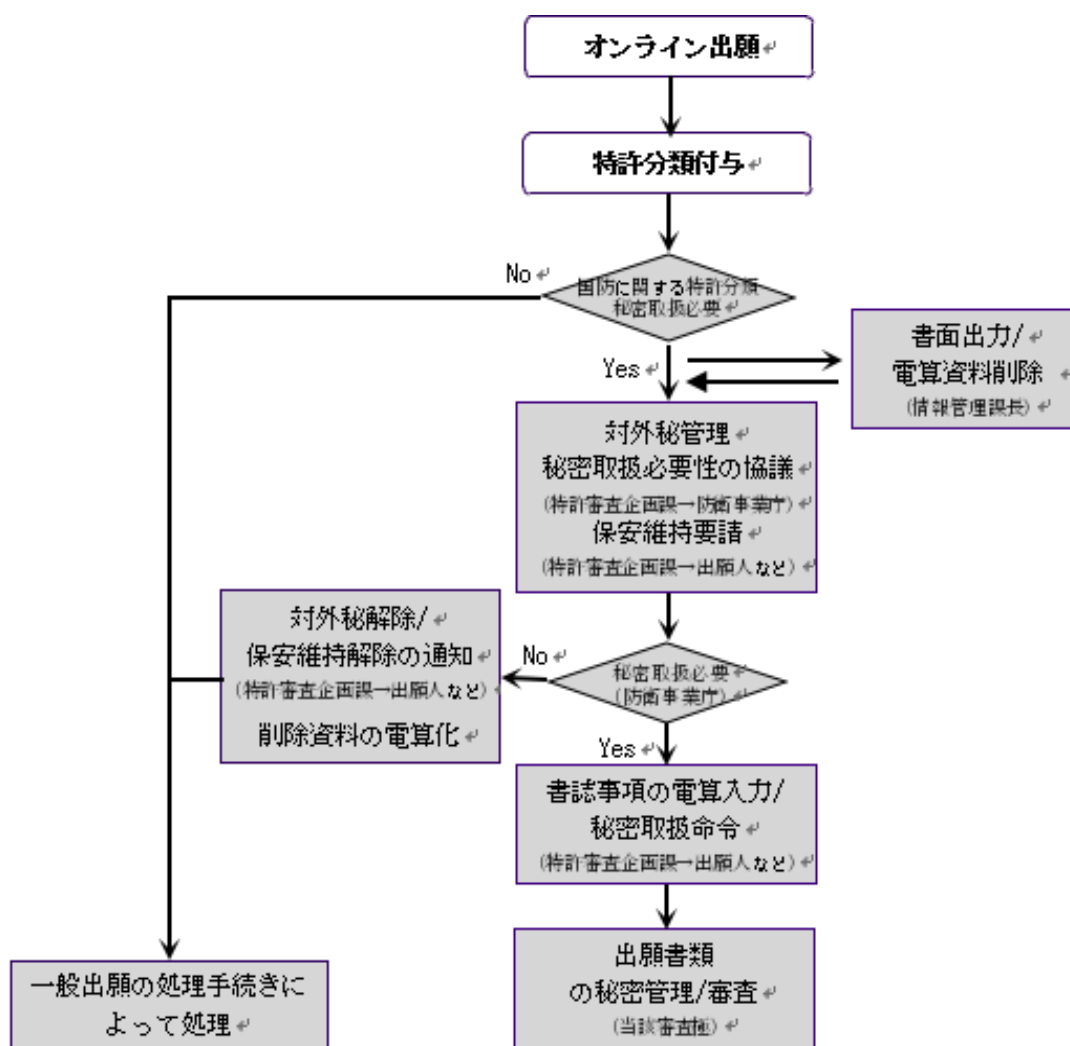 オンライン出願↵
特許分類付与↵
No↵
国防に関する特許分類
秘密取扱必要↵
Yes↵
書面出力/↵
電算資料削除↵
(情報管理課長)↵
対外秘管理↵
秘密取扱必要性の協議↵
(特許審査企画課→防衛事業庁)↵
保安維持要請↵
(特許審査企画課→出願人など)↵
対外秘解除/↵
保安維持解除の通知↵
(特許審査企画課→出願人など)↵
削除資料の電算化↵
No↵
秘密取扱必要↵
(防衛事業庁)↵
Yes↵
書誌事項の電算入力/
秘密取扱命令↵
(特許審査企画課→出願人など)↵
出願書類
の秘密管理/審査↵
(当該審査極)↵
一般出願の処理手続きに
よって処理↵